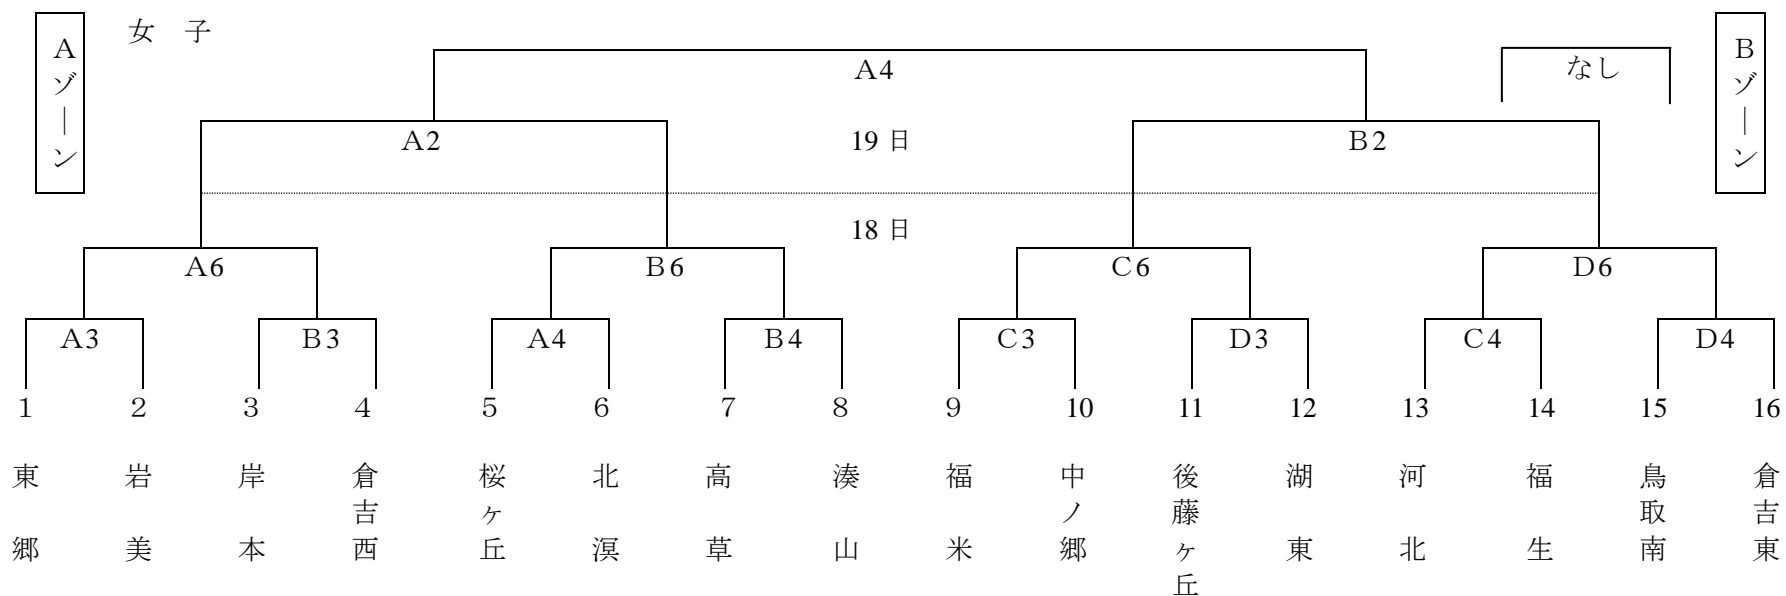 Aゾーン
女 子
Bゾーン
A4
なし
A2
19 日
B2
18 日
A6
B6
C6
D6
A3
B3
A4
B4
C3
D3
C4
D4
1 2 3 4 5 6 7 8 9 10 11 12 13 14 15 16
東郷
岩美
岸本
倉吉西
桜ヶ丘
北溟
高草
湊山
福米
中ノ郷
後藤ヶ丘
湖東
河北
福生
鳥取南
倉吉東